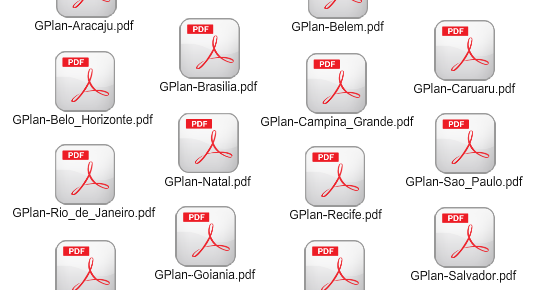 GPlan-Aracaju.pdf
GPlan-Belem.pdf
PDF
GPlan-Brasilia.pdf
PDF
GPlan-Caruaru.pdf
PDF
GPlan-Belo_Horizonte.pdf
PDF
GPlan-Campina_Grande.pdf
PDF
GPlan-Natal.pdf
PDF
GPlan-Sao_Paulo.pdf
PDF
GPlan-Rio_de_Janeiro.pdf
PDF
GPlan-Recife.pdf
PDF
GPlan-Goiania.pdf
PDF
GPlan-Salvador.pdf
PDF
PDF